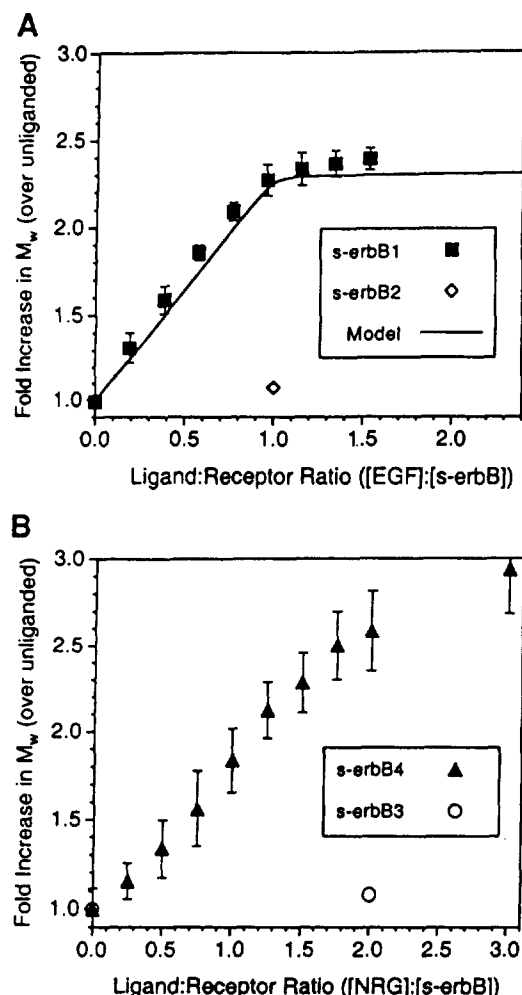 A
3.0
2.5
2.0
1.5
1.0
Fold Increase in Mw (over unliganded)
s-erbB1
s-erbB2
Model
0.0 0.5 1.0 1.5 2.0
Ligand:Receptor Ratio ([EGF]:[s-erbB])
B
3.0
2.5
2.0
1.5
1.0
Fold Increase in Mw (over unliganded)
s-erbB4
s-erbB3
0.0 0.5 1.0 1.5 2.0 2.5 3.0
Ligand:Receptor Ratio ([NRG]:[s-erbB])